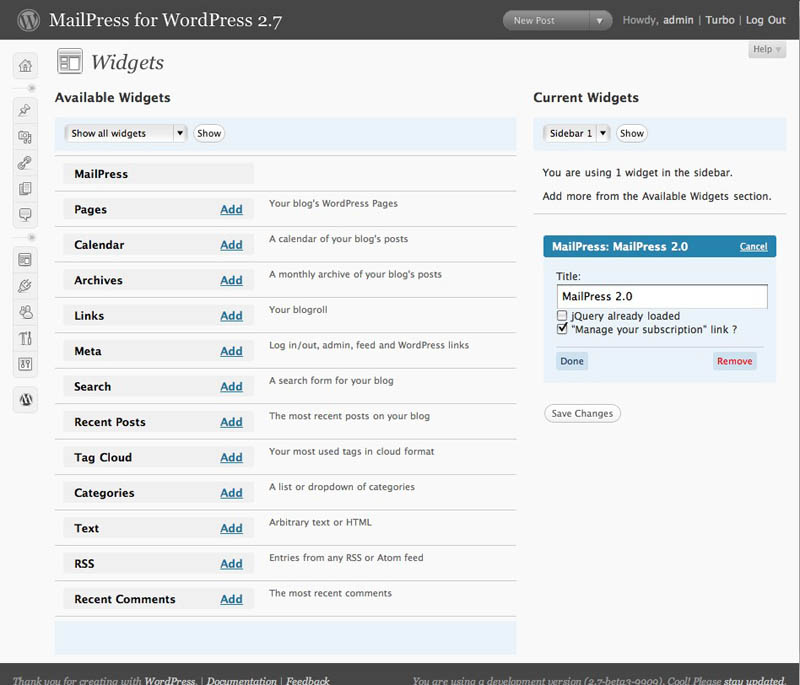 MailPress for WordPress 2.7
New Post
Howdy, admin | Turbo | Log Out
Help
Widgets
Available Widgets
Show all widgets Show
MailPress
Pages Add Your blog's WordPress Pages
Calendar Add A calendar of your blog's posts
Archives Add A monthly archive of your blog's posts
Links Add Your blogroll
Meta Add Log in/out, admin, feed and WordPress links
Search Add A search form for your blog
Recent Posts Add The most recent posts on your blog
Tag Cloud Add Your most used tags in cloud format
Categories Add A list or dropdown of categories
Text Add Arbitrary text or HTML
RSS Add Entries from any RSS or Atom feed
Recent Comments Add The most recent comments
Current Widgets
Sidebar 1 Show
You are using 1 widget in the sidebar.
Add more from the Available Widgets section.
MailPress: MailPress 2.0 Cancel
Title:
MailPress 2.0
jQuery already loaded
"Manage your subscription" link ?
Done Remove
Save Changes
Thank you for creating with WordPress. | Documentation | Feedback
You are using a development version (2.7-beta3-9909). Cool! Please stay updated.